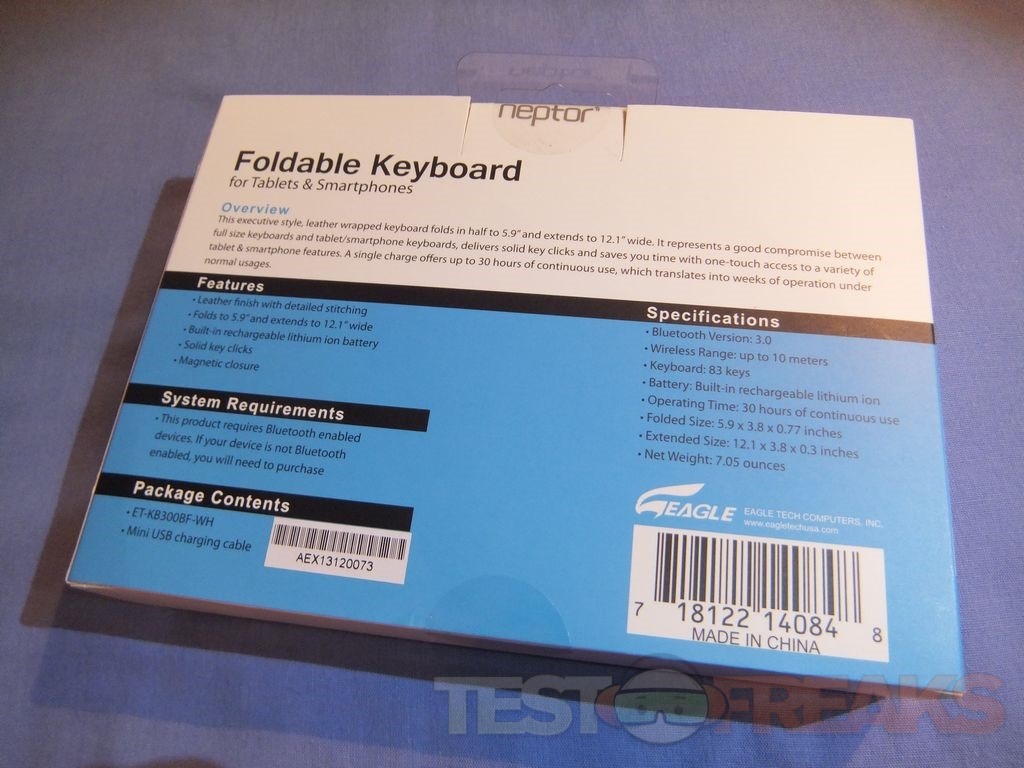 neptor
Foldable Keyboard
for Tablets & Smartphones
Overview
This executive style, leather wrapped keyboard folds in half to 5.9" and extends to 12.1" wide. It represents a good compromise between
full size keyboards and tablet/smartphone keyboards, delivers solid key clicks and saves you time with one-touch access to a variety of
tablet & smartphone features. A single charge offers up to 30 hours of continuous use, which translates into weeks of operation under
normal usages.
Features
• Leather finish with detailed stitching
• Folds to 5.9" and extends to 12.1" wide
• Built-in rechargeable lithium ion battery
• Solid key clicks
• Magnetic closure
System Requirements
• This product requires Bluetooth enabled
devices. If your device is not Bluetooth
enabled, you will need to purchase
Package Contents
• ET-KB300BF-WH
• Mini USB charging cable
AEX13120073
Specifications
• Bluetooth Version: 3.0
• Wireless Range: up to 10 meters
• Keyboard: 83 keys
• Battery: Built-in rechargeable lithium ion
• Operating Time: 30 hours of continuous use
• Folded Size: 5.9 x 3.8 x 0.77 inches
• Extended Size: 12.1 x 3.8 x 0.3 inches
• Net Weight: 7.05 ounces
EAGLE EAGLE TECH COMPUTERS, INC.
www.eagletechusa.com
7 18122 14084 8
MADE IN CHINA
TESTFREAKS